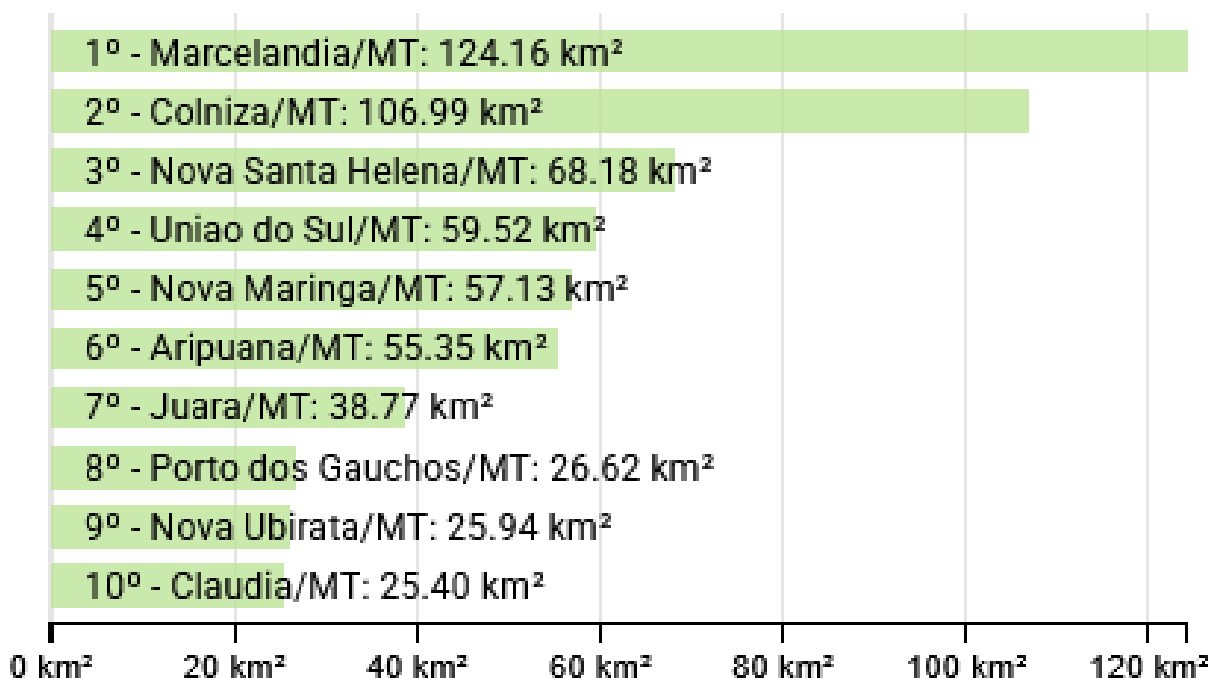 1º - Marcelandia/MT: 124.16 km²
2º - Colniza/MT: 106.99 km²
3º - Nova Santa Helena/MT: 68.18 km²
4º - Uniao do Sul/MT: 59.52 km²
5º - Nova Maringa/MT: 57.13 km²
6º - Aripuana/MT: 55.35 km²
7º - Juara/MT: 38.77 km²
8º - Porto dos Gauchos/MT: 26.62 km²
9º - Nova Ubirata/MT: 25.94 km²
10º - Claudia/MT: 25.40 km²
0 km² 20 km² 40 km² 60 km² 80 km² 100 km² 120 km²